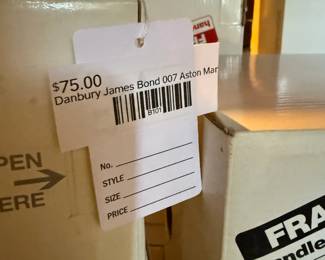 $75.00
Danbury James Bond 007 Aston Mar
B101
No.
STYLE
SIZE
PRICE
PEN
ERE
FRA
ndle